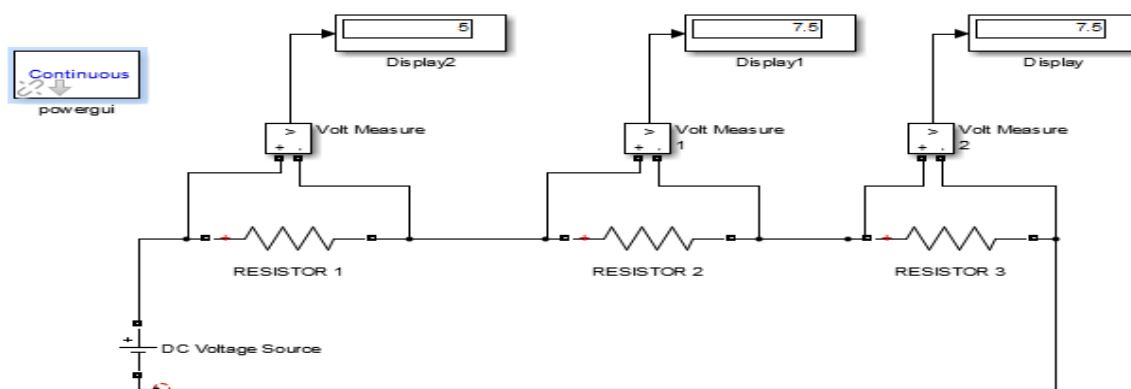 5
7.5
7.5
Display2
Display1
Display
Continuous
powergui
Volt Measure
Volt Measure
1
Volt Measure
2
v
+ -
v
+ -
v
+ -
+
+
+
RESISTOR 1
RESISTOR 2
RESISTOR 3
+
DC Voltage Source